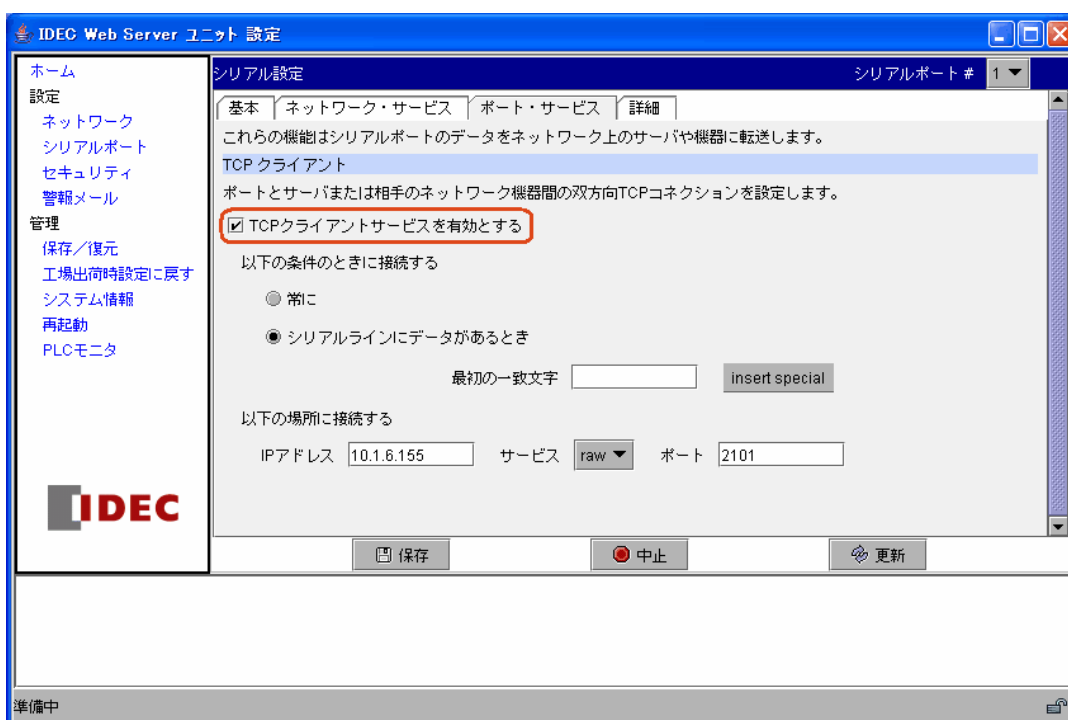 IDEC Web Server ユニット 設定
ホーム
設定
ネットワーク
シリアルポート
セキュリティ
警報メール
管理
保存／復元
工場出荷時設定に戻す
システム情報
再起動
PLCモニタ
IDEC
シリアル設定 シリアルポート # 1
基本 ネットワーク・サービス ポート・サービス 詳細
これらの機能はシリアルポートのデータをネットワーク上のサーバや機器に転送します。
TCP クライアント
ポートとサーバまたは相手のネットワーク機器間の双方向TCPコネクションを設定します。
TCPクライアントサービスを有効とする
以下の条件のときに接続する
常に
シリアルラインにデータがあるとき
最初の一致文字 insert special
以下の場所に接続する
IPアドレス 10.1.6.155 サービス raw ポート 2101
保存 中止 更新
準備中